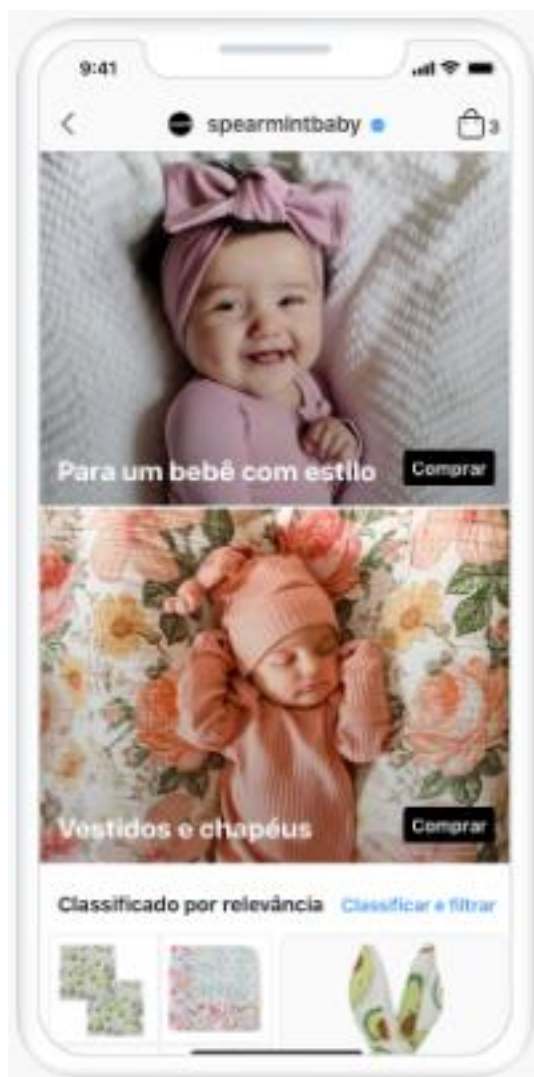 9:41
spearmintbaby
3
Para um bebê com estilo
Comprar
Vestidos e chapéus
Comprar
Classificado por relevância
Classificar e filtrar